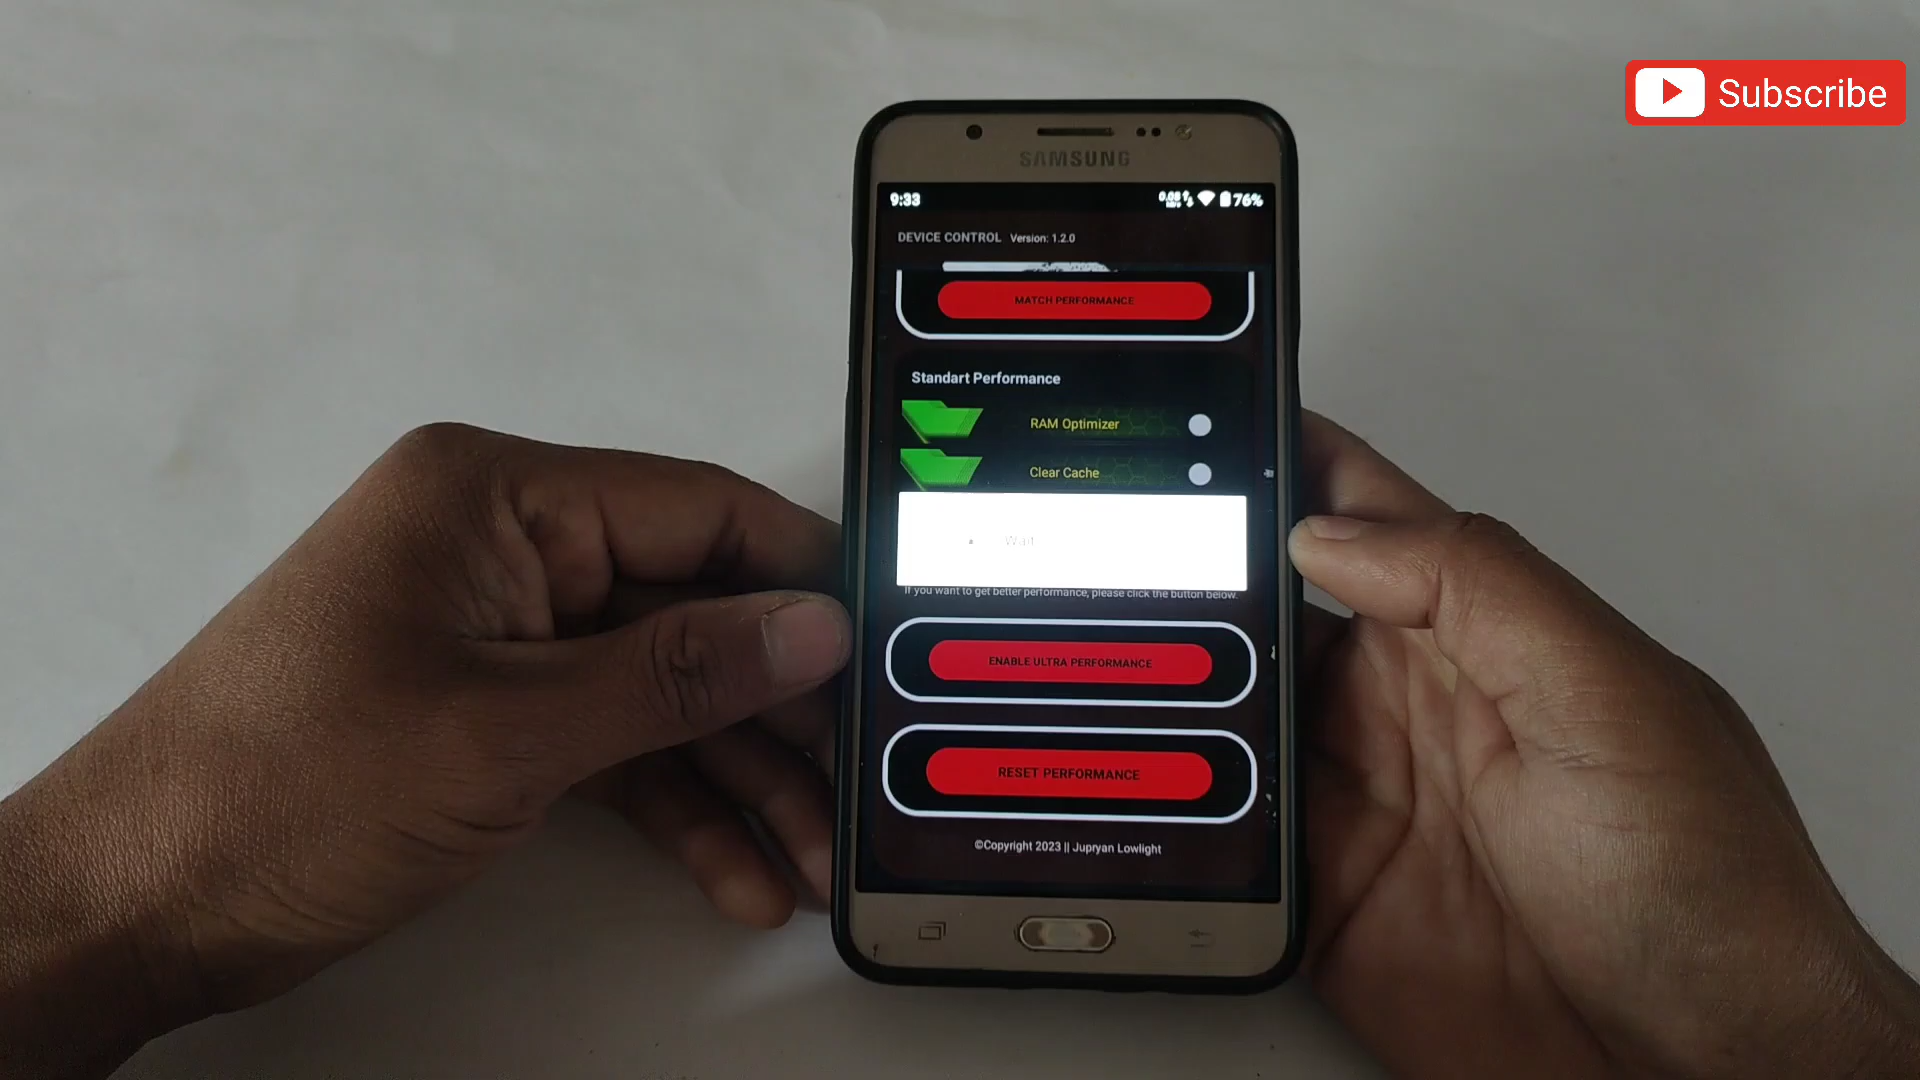 Subscribe
SAMSUNG
9:33
76%
DEVICE CONTROL Version: 1.2.0
MATCH PERFORMANCE
Standart Performance
RAM Optimizer
Clear Cache
Wait
If you want to get better performance, please click the button below.
ENABLE ULTRA PERFORMANCE
RESET PERFORMANCE
©Copyright 2023 || Jupryan Lowlight